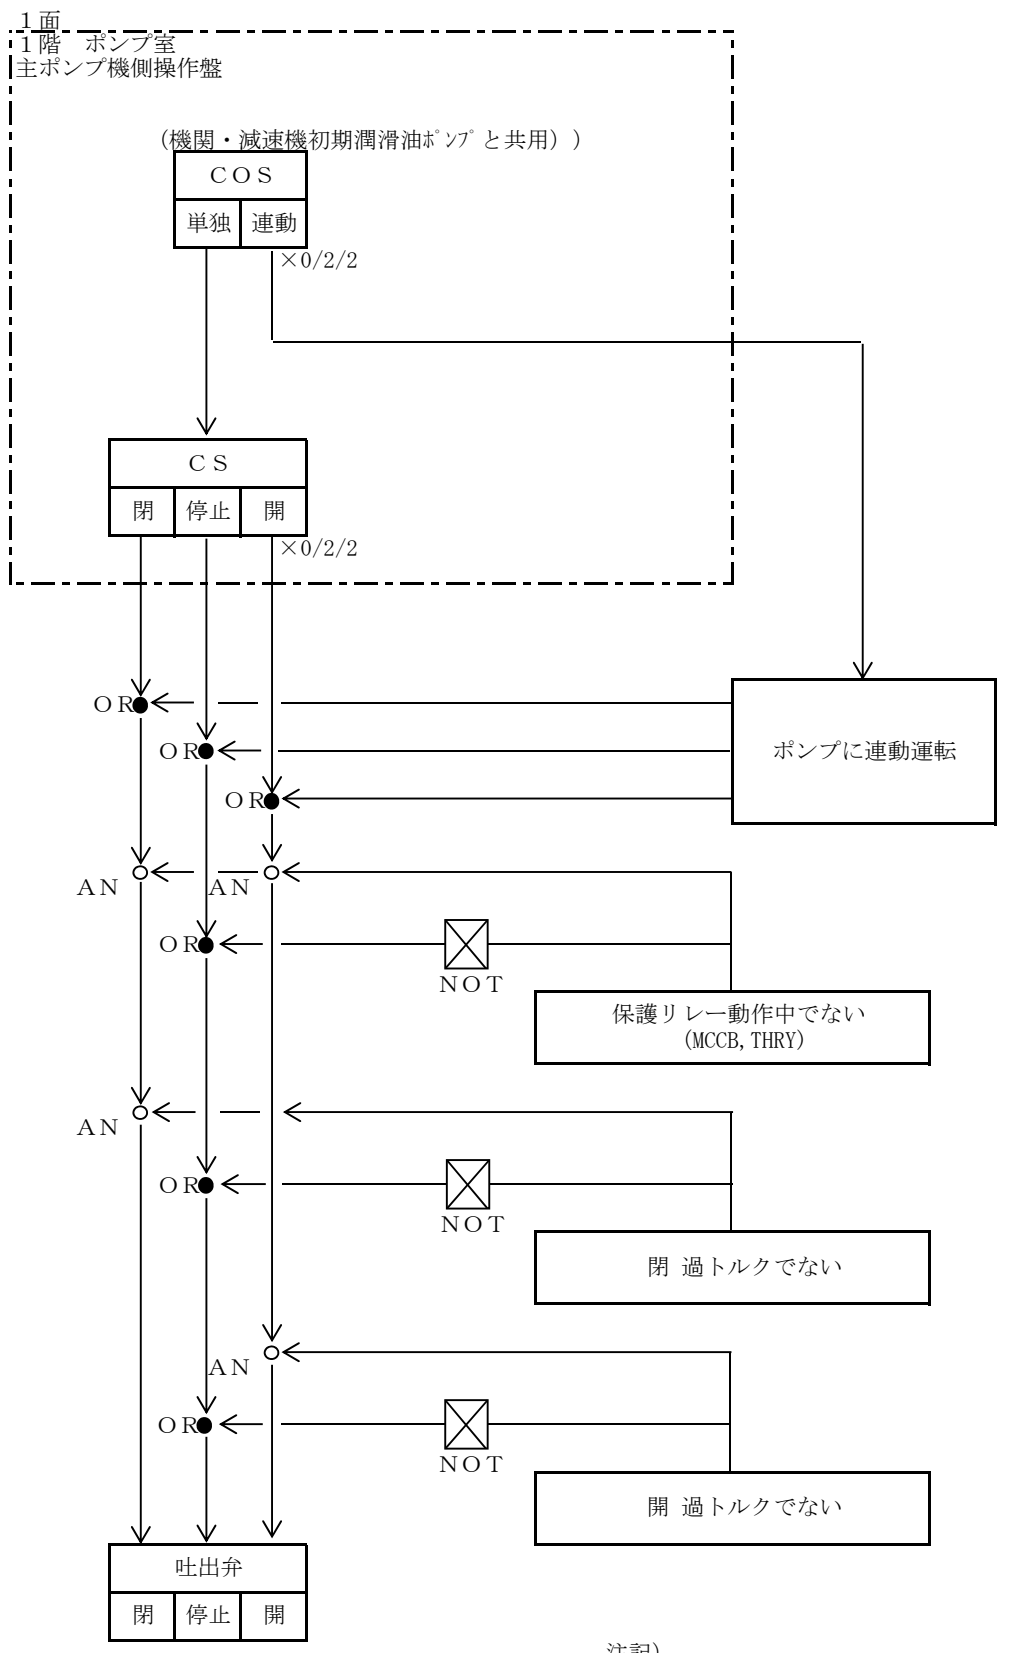 １面
１階　ポンプ室
主ポンプ機側操作盤
（機関・減速機初期潤滑油ﾎﾟﾝﾌﾟと共用））
ＣＯＳ
単独 連動
×0/2/2
ＣＳ
閉 停止 開
×0/2/2
ＯＲ
ＯＲ
ポンプに連動運転
ＯＲ
ＡＮ ＡＮ
ＯＲ
ＮＯＴ
保護リレー動作中でない
(MCCB,THRY)
ＡＮ
ＯＲ
ＮＯＴ
閉 過トルクでない
ＡＮ
ＯＲ
ＮＯＴ
開 過トルクでない
吐出弁
閉 停止 開
注記）